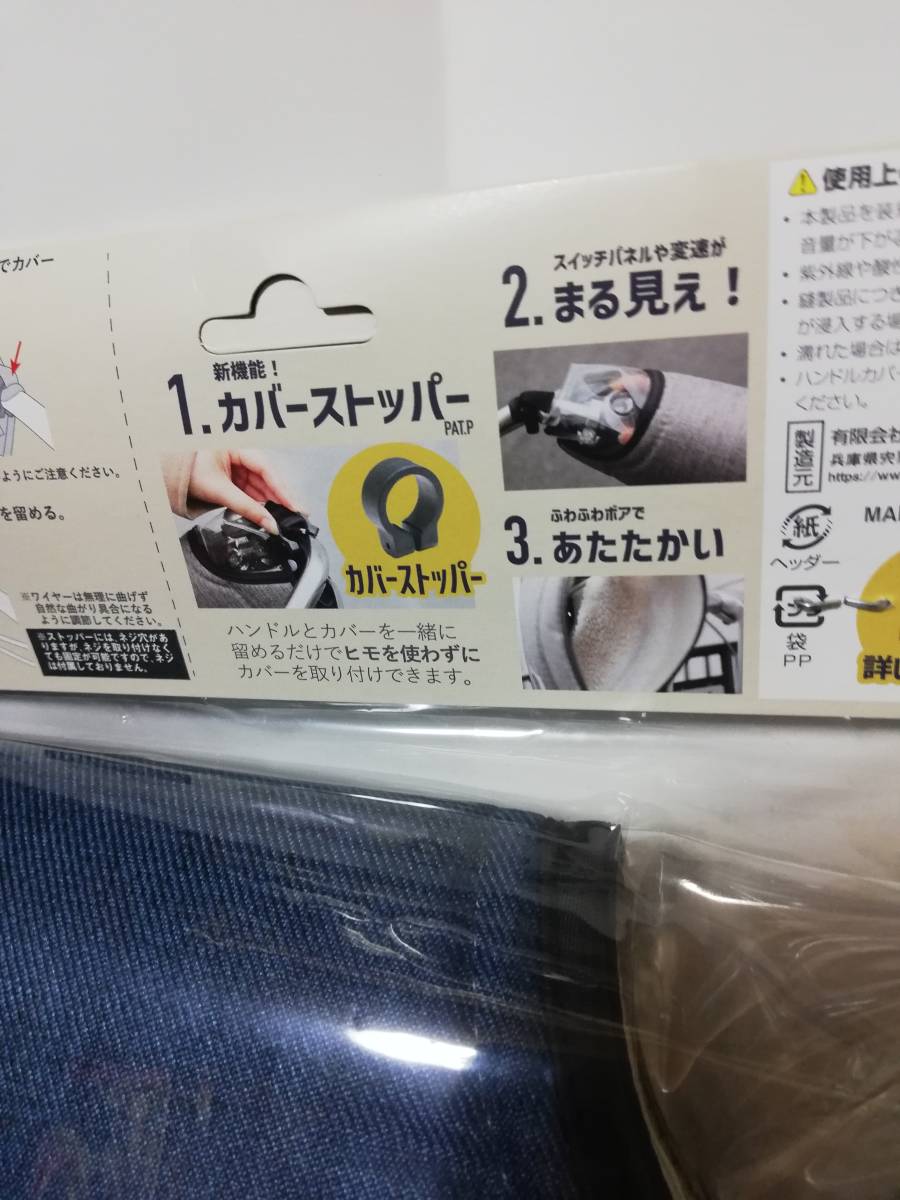 でカバー
ようにご注意ください。
を留める。
※ワイヤーは無理に曲げず
自然な曲がり具合になる
ように調節してください。
※ストッパーには、ネジ穴があ
りますが、ネジを取り付けなく
ても固定が可能ですので、ネジ
は付属しておりません。
新機能！
1.カバーストッパー
PAT.P
カバーストッパー
ハンドルとカバーを一緒に
留めるだけでヒモを使わずに
カバーを取り付けできます。
スイッチパネルや変速が
2.まる見え！
ふわふわボアで
3.あたたかい
使用上
・本製品を装
音量が下が
・紫外線や酸性
・縫製品につき
が浸入する場
・濡れた場合は
・ハンドルカバー
ください。
製造元
有限会社
兵庫県宍
https://ww
紙
ヘッダー
MA
プラ
袋
PP
詳し